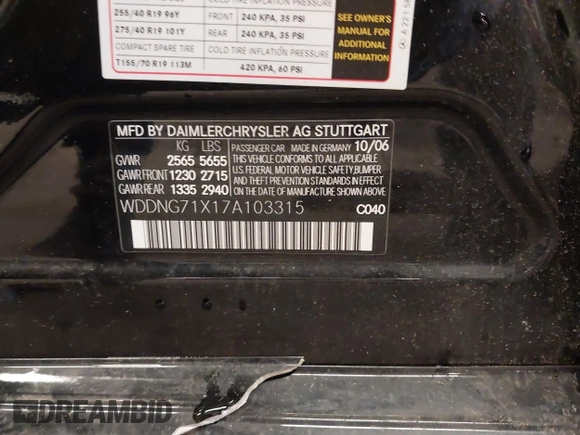 255/40 R19 96Y FRONT 240 KPA, 35 PSI
275/40 R19 101Y REAR 240 KPA, 35 PSI
COMPACT SPARE TIRE COLD TIRE INFLATION PRESSURE
T155/70 R19 113M 420 KPA, 60 PSI
SEE OWNER'S
MANUAL FOR
ADDITIONAL
INFORMATION
MFD BY DAIMLERCHRYSLER AG STUTTGART
KG LBS PASSENGER CAR MADE IN GERMANY 10/06
GVWR 2565 5655 THIS VEHICLE CONFORMS TO ALL APPLICABLE
GAWR FRONT 1230 2715 U.S. FEDERAL MOTOR VEHICLE SAFETY,BUMPER
GAWR REAR 1335 2940 AND THEFT PREVENTION STANDARDS IN EFFECT
ON THE DATE OF MANUFACTURE SHOWN ABOVE
WDDNG71X17A103315 C040
DREAMBID